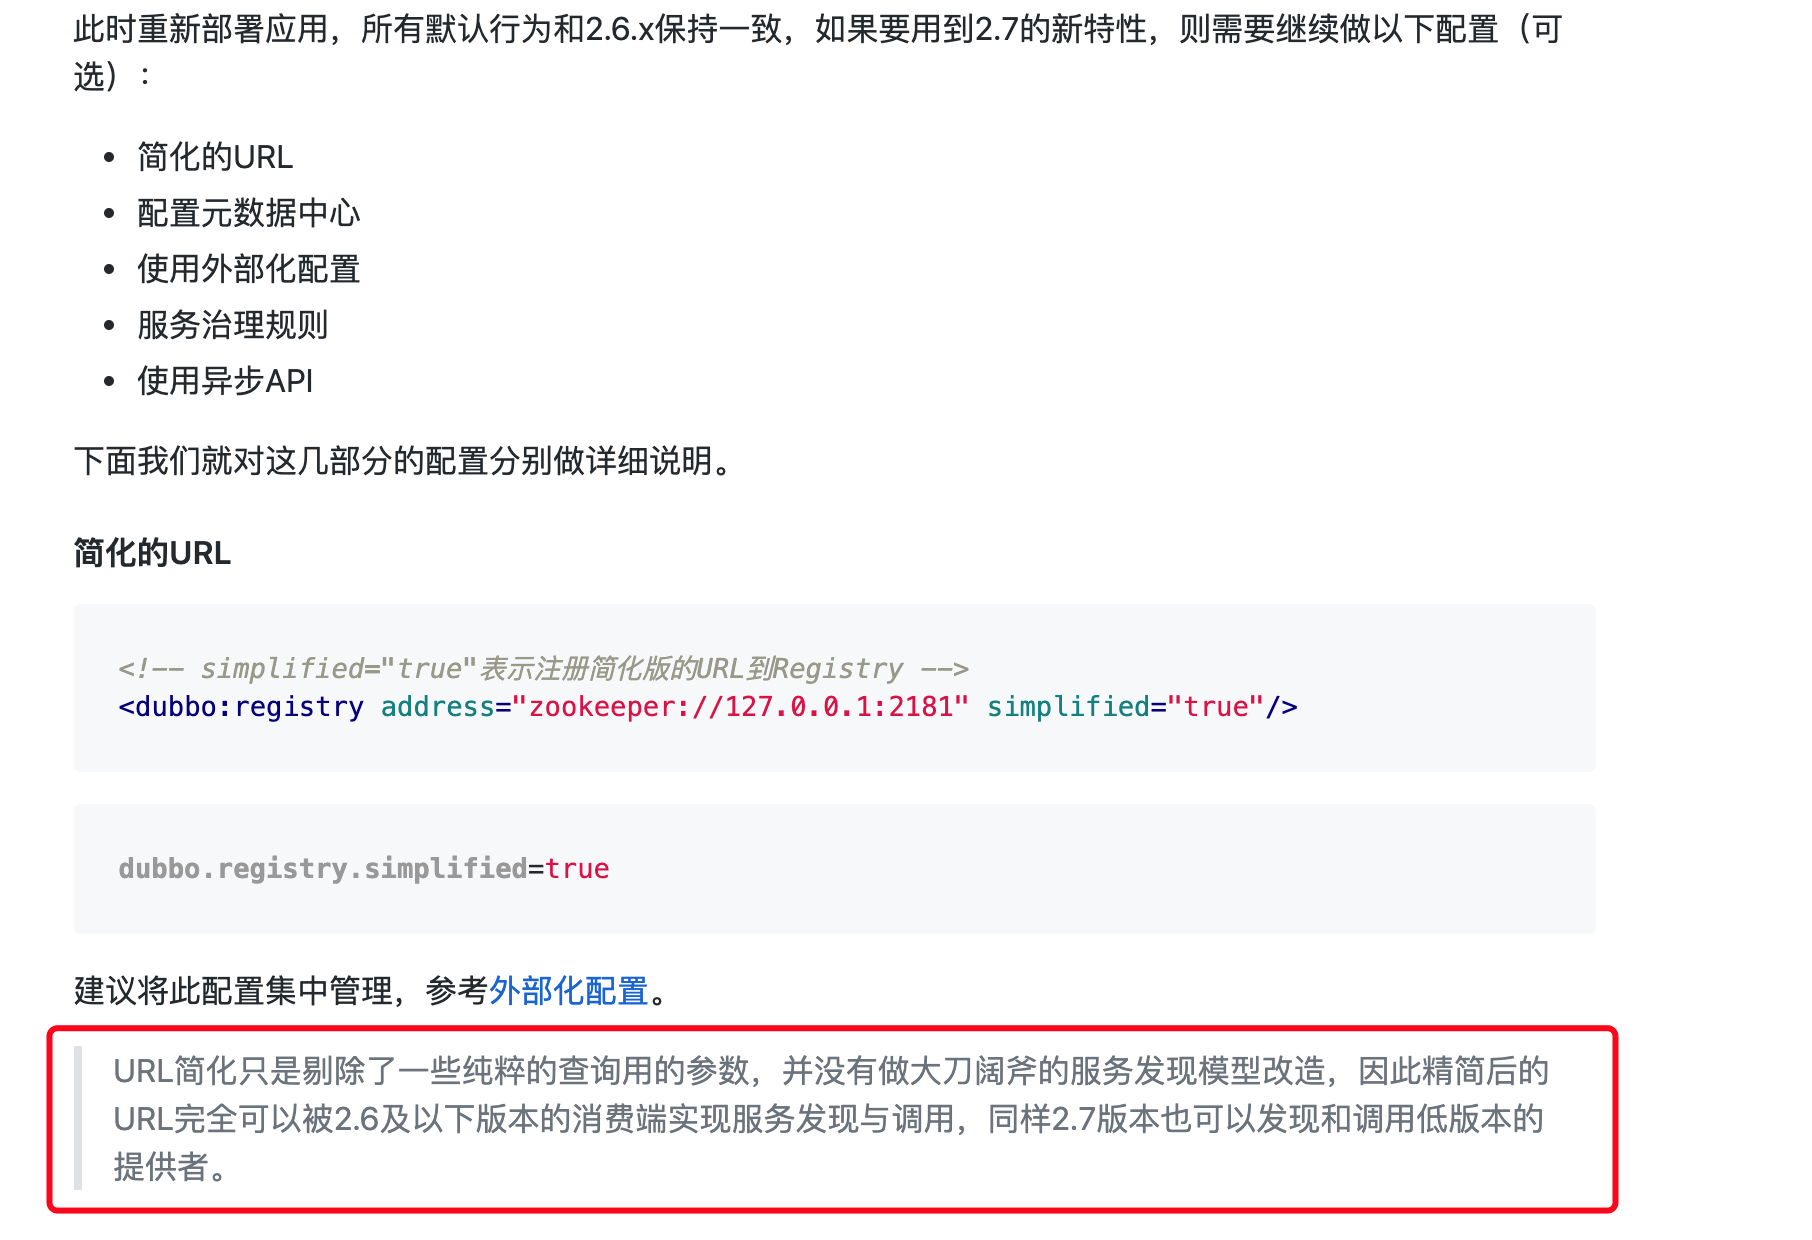 此时重新部署应用，所有默认行为和2.6.x保持一致，如果要用到2.7的新特性，则需要继续做以下配置（可
选）：
• 简化的URL
• 配置元数据中心
• 使用外部化配置
• 服务治理规则
• 使用异步API
下面我们就对这几部分的配置分别做详细说明。
简化的URL
<!-- simplified="true"表示注册简化版的URL到Registry -->
<dubbo:registry address="zookeeper://127.0.0.1:2181" simplified="true"/>
dubbo.registry.simplified=true
建议将此配置集中管理，参考外部化配置。
URL简化只是剔除了一些纯粹的查询用的参数，并没有做大刀阔斧的服务发现模型改造，因此精简后的
URL完全可以被2.6及以下版本的消费端实现服务发现与调用，同样2.7版本也可以发现和调用低版本的
提供者。